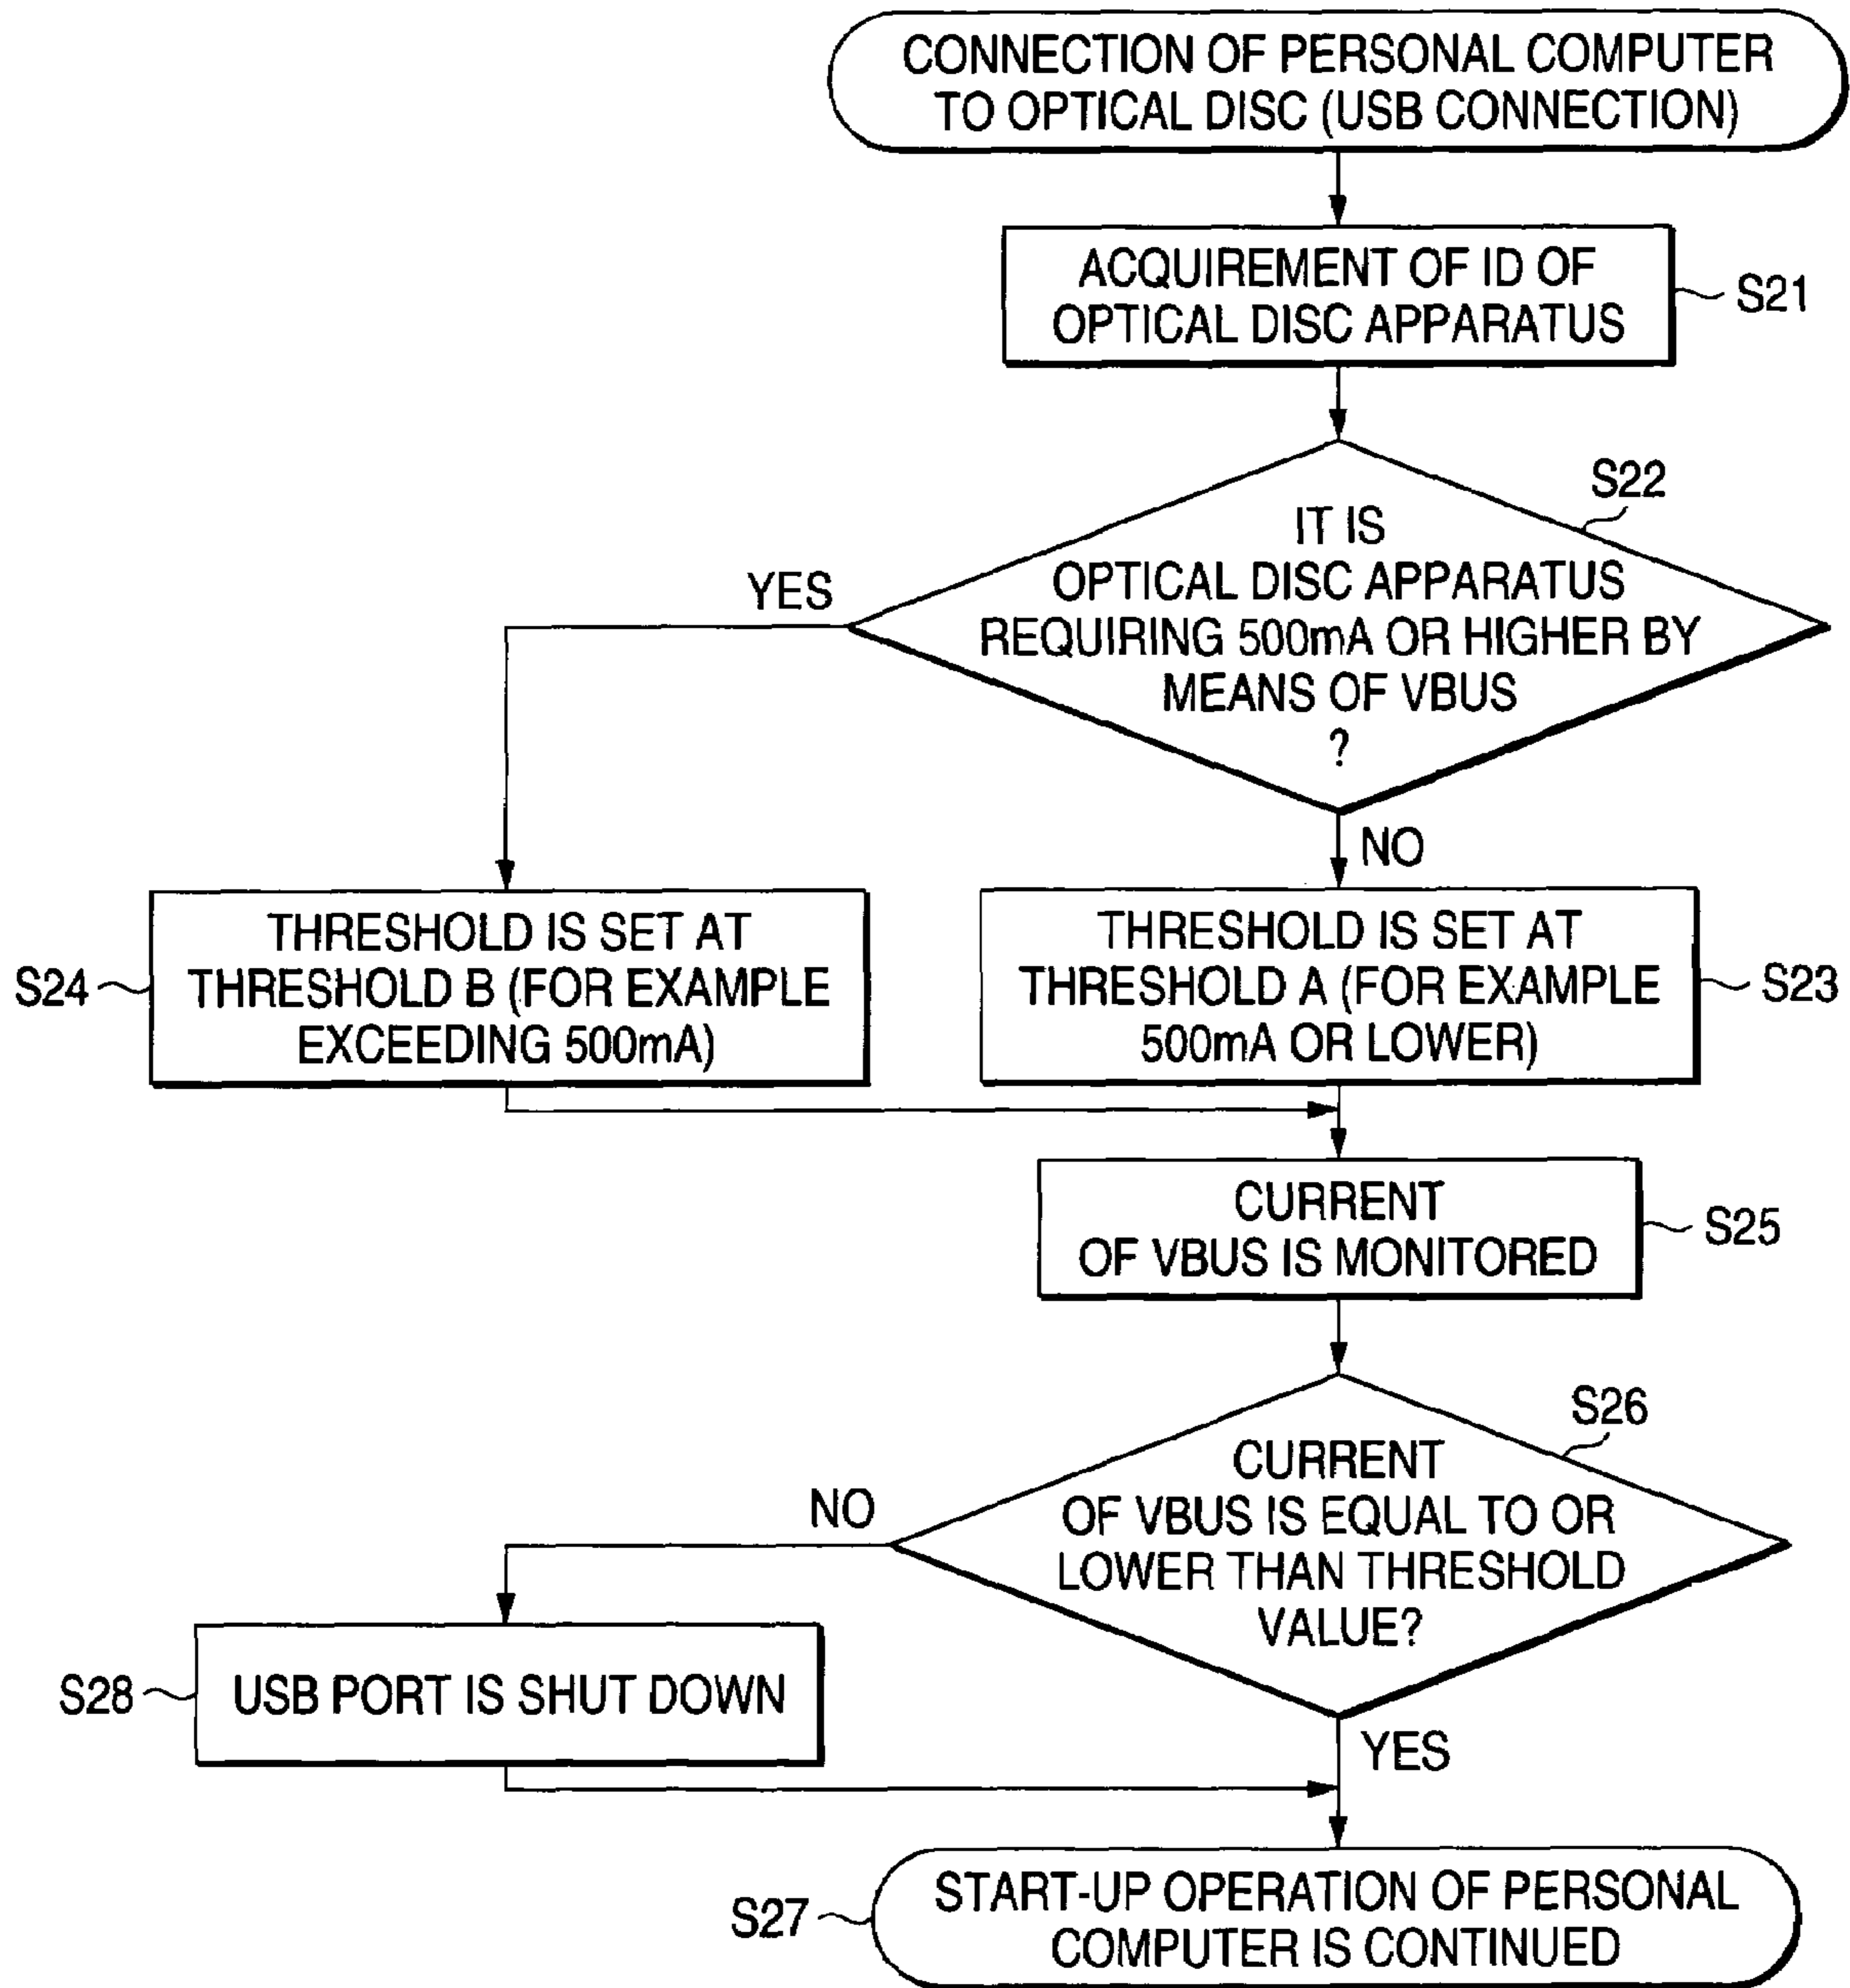 CONNECTION OF PERSONAL COMPUTER
TO OPTICAL DISC (USB CONNECTION)
ACQUIREMENT OF ID OF
OPTICAL DISC APPARATUS
S21
S22
IT IS
OPTICAL DISC APPARATUS
REQUIRING 500mA OR HIGHER BY
MEANS OF VBUS
?
YES
NO
THRESHOLD IS SET AT
THRESHOLD B (FOR EXAMPLE
EXCEEDING 500mA)
S24
THRESHOLD IS SET AT
THRESHOLD A (FOR EXAMPLE
500mA OR LOWER)
S23
CURRENT
OF VBUS IS MONITORED
S25
S26
CURRENT
OF VBUS IS EQUAL TO OR
LOWER THAN THRESHOLD
VALUE?
NO
YES
S28
USB PORT IS SHUT DOWN
S27
START-UP OPERATION OF PERSONAL
COMPUTER IS CONTINUED